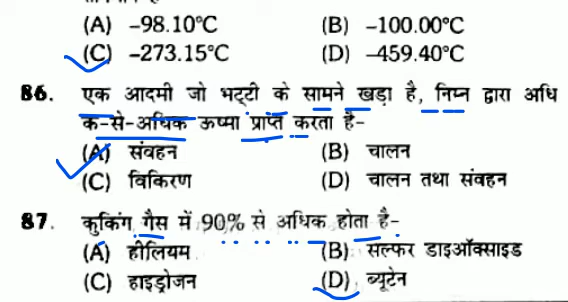 (A) –98.10°C (B) –100.00°C
(C) –273.15°C (D) –459.40°C
86. एक आदमी जो भट्टी के सामने खड़ा है, निम्न द्वारा अधि
क-से-अधिक ऊष्मा प्राप्त करता है–
(A) संवहन (B) चालन
(C) विकिरण (D) चालन तथा संवहन
87. कुकिंग गैस में 90% से अधिक होता है–
(A) हीलियम (B) सल्फर डाइऑक्साइड
(C) हाइड्रोजन (D) ब्यूटेन